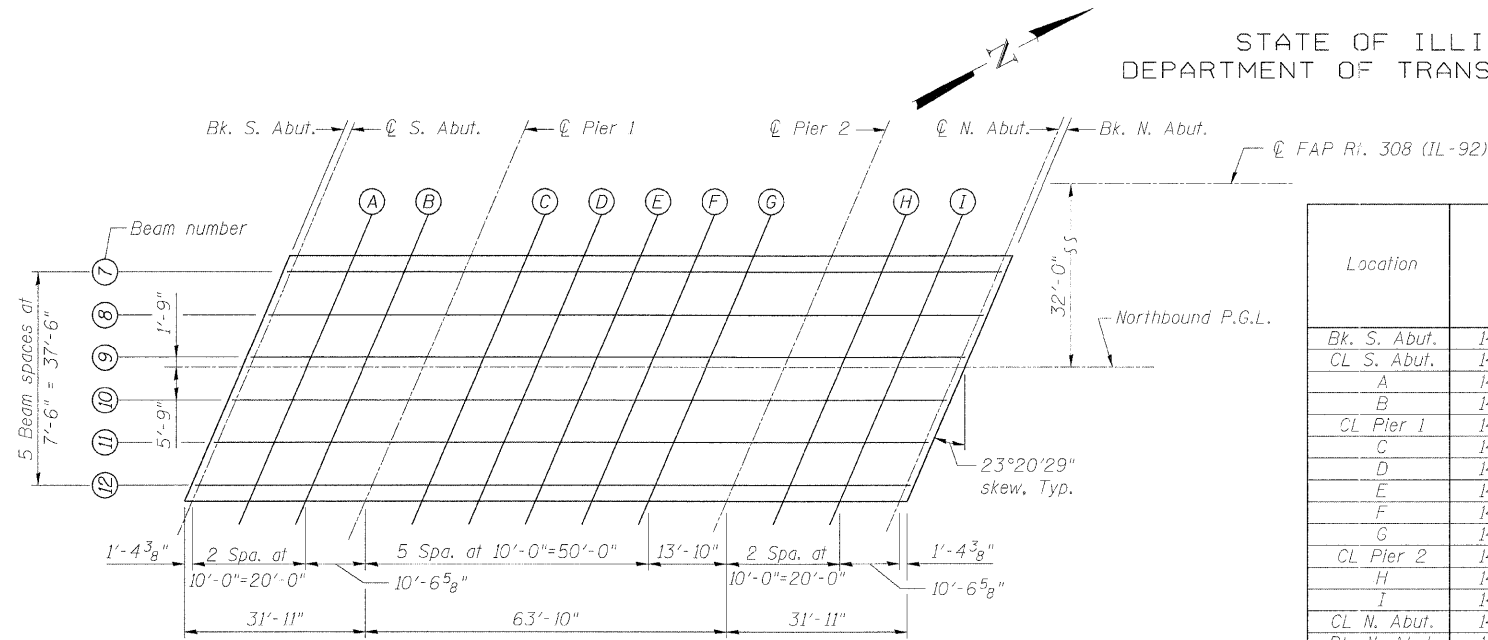 STATE OF ILLI
DEPARTMENT OF TRANS
N
Bk. S. Abut.
℄ S. Abut.
℄ Pier 1
℄ Pier 2
℄ N. Abut.
Bk. N. Abut.
℄ FAP Rt. 308 (IL-92)
A
B
C
D
E
F
G
H
I
Beam number
7
8
9
10
11
12
5 Beam spaces at
7'-6" = 37'-6"
1'-9"
5'-9"
32'-0"
Northbound P.G.L.
23°20'29"
skew, Typ.
1'-4 3/8"
2 Spa. at
10'-0"=20'-0"
10'-6 5/8"
5 Spa. at 10'-0"=50'-0"
13'-10"
2 Spa. at
10'-0"=20'-0"
10'-6 5/8"
1'-4 3/8"
31'-11"
63'-10"
31'-11"
Location
Bk. S. Abut.
CL S. Abut.
A
B
CL Pier 1
C
D
E
F
G
CL Pier 2
H
I
CL N. Abut.